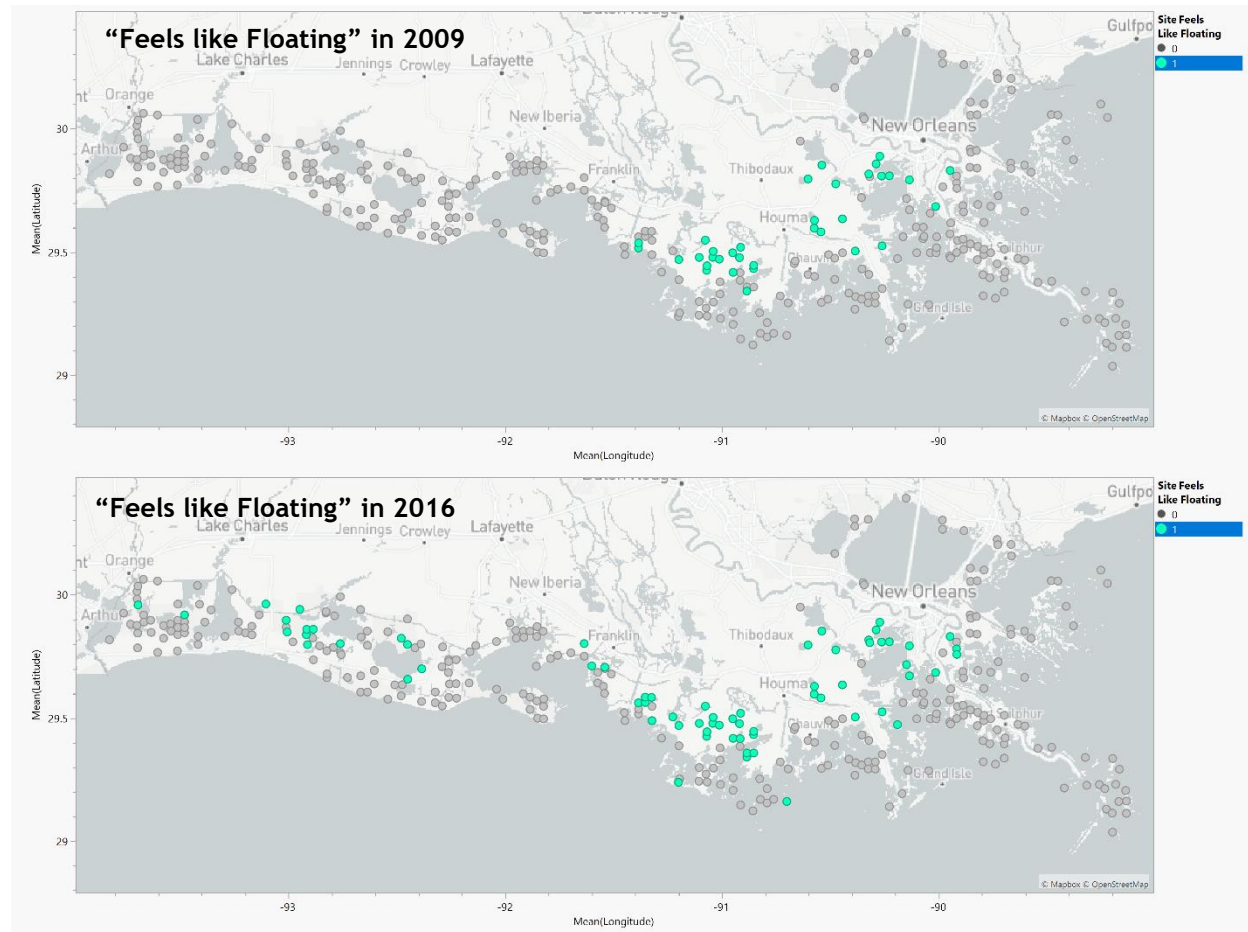 “Feels like Floating” in 2009
Gulfpo
Lake Charles
Jennings Crowley
Lafayette
Orange
New Iberia
30
New Orleans
Arthu
Franklin
Thibodaux
Houma
29.5
Chauvin
Sulphur
Grand Isle
29
Mean(Latitude)
© Mapbox © OpenStreetMap
-93
-92
-91
-90
Mean(Longitude)
Site Feels
Like Floating
0
1
“Feels like Floating” in 2016
Gulfpo
Lake Charles
Jennings Crowley
Lafayette
Orange
New Iberia
30
New Orleans
Arthu
Franklin
Thibodaux
Houma
29.5
Chauvin
Sulphur
Grand Isle
29
Mean(Latitude)
© Mapbox © OpenStreetMap
-93
-92
-91
-90
Mean(Longitude)
Site Feels
Like Floating
0
1